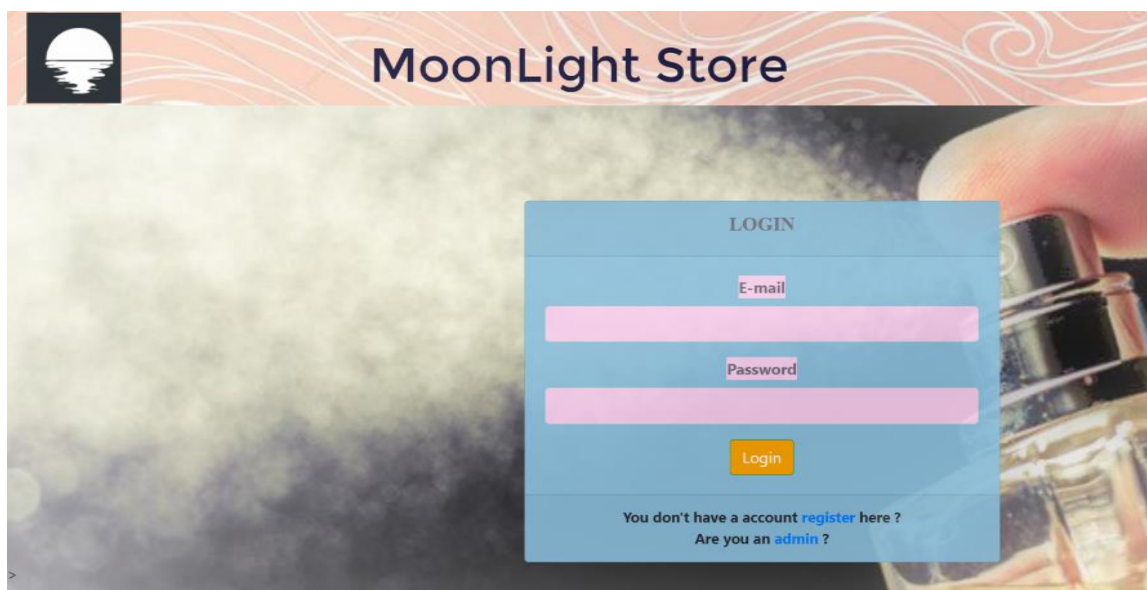 MoonLight Store
LOGIN
E-mail
Password
Login
You don't have a account register here ?
Are you an admin ?
>